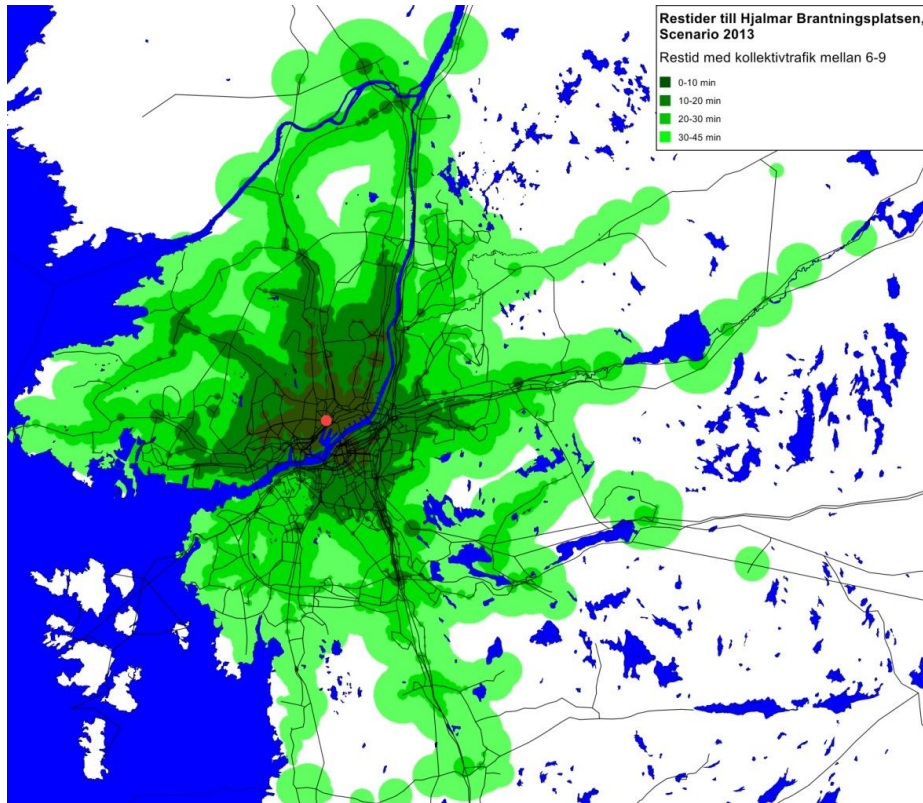 Restider till Hjalmar Brantningsplatsen,
Scenario 2013
Restid med kollektivtrafik mellan 6-9
0-10 min
10-20 min
20-30 min
30-45 min